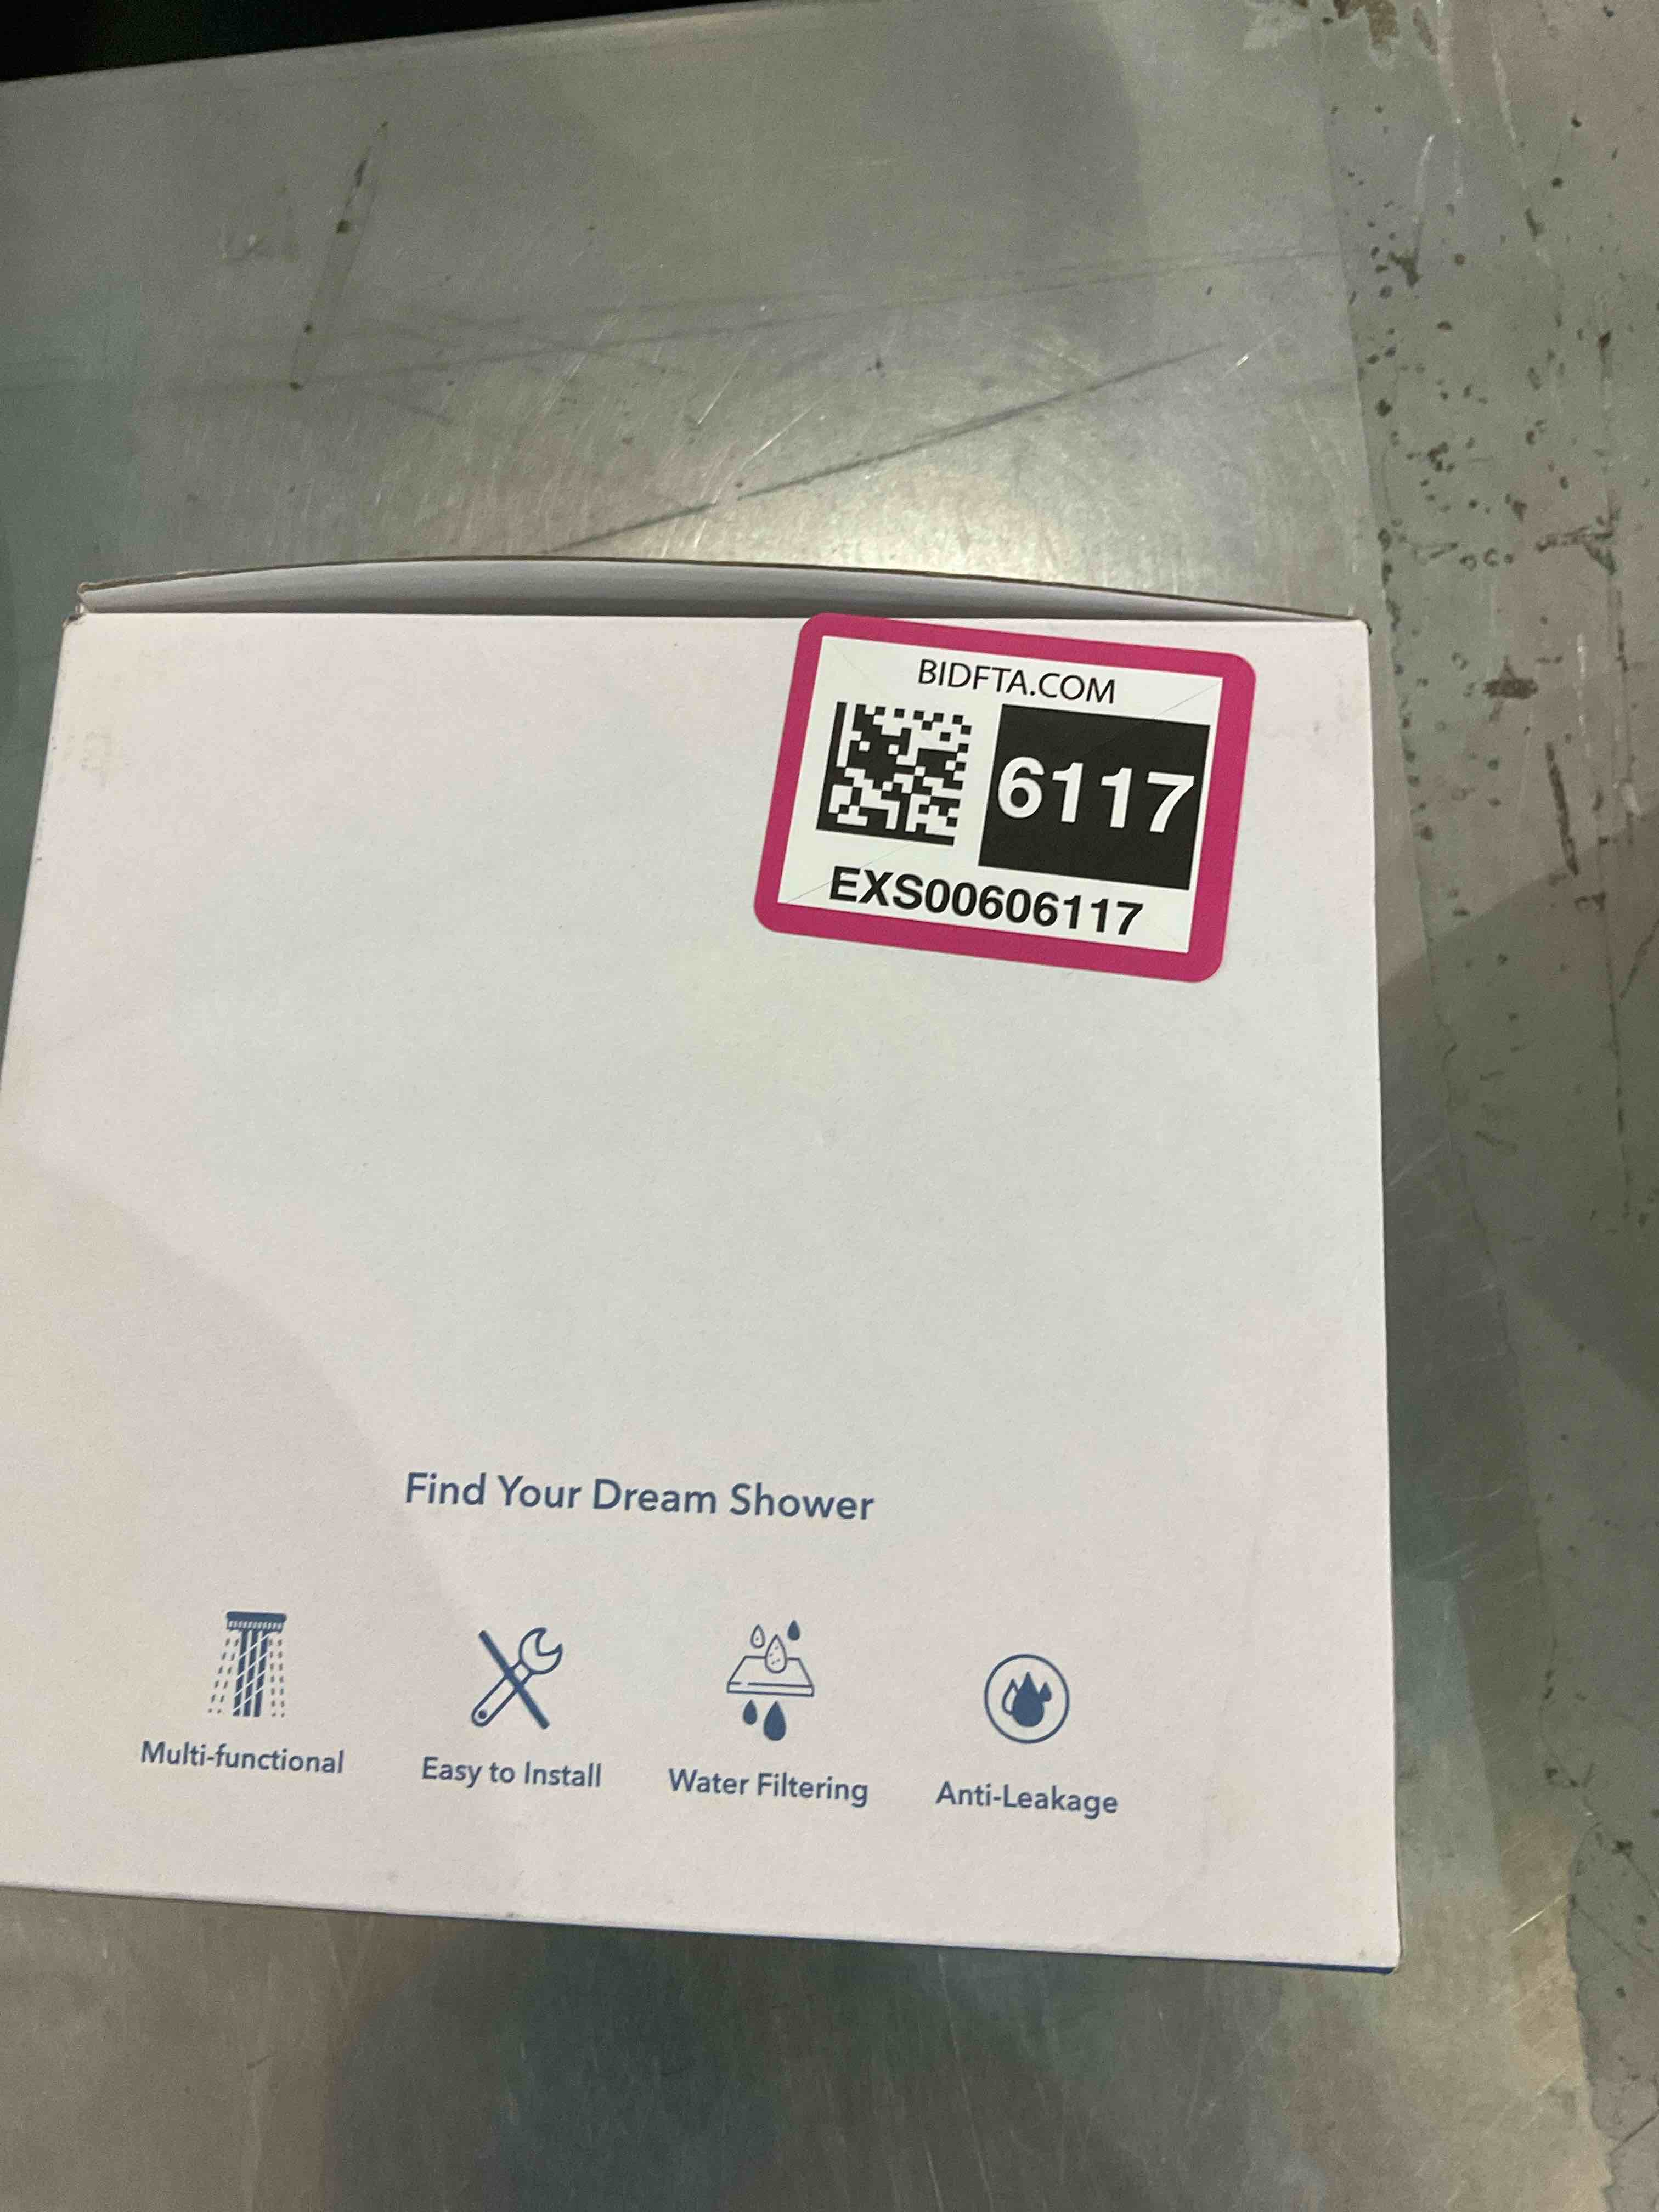 BIDFTA.COM
6117
EXS00606117
Find Your Dream Shower
Multi-functional
Easy to Install
Water Filtering
Anti-Leakage